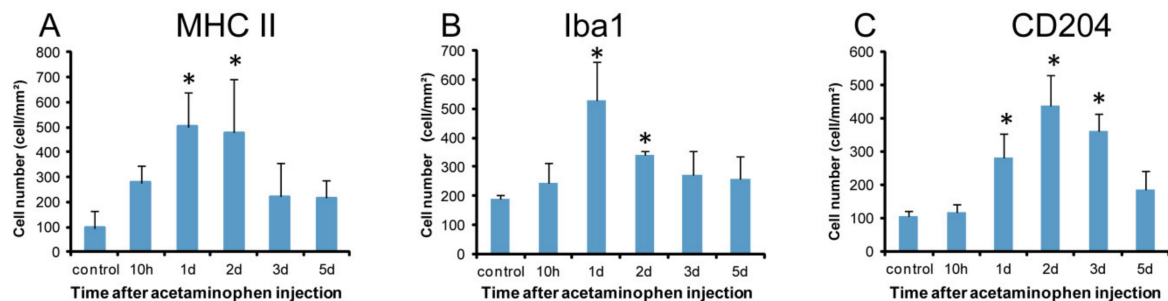 A MHC II
Cell number (cell/mm²)
800
700
600
500
400
300
200
100
0
* *
control 10h 1d 2d 3d 5d
Time after acetaminophen injection
B Iba1
Cell number (cell/mm²)
700
600
500
400
300
200
100
0
* *
control 10h 1d 2d 3d 5d
Time after acetaminophen injection
C CD204
Cell number (cell/mm²)
600
500
400
300
200
100
0
* * *
control 10h 1d 2d 3d 5d
Time after acetaminophen injection